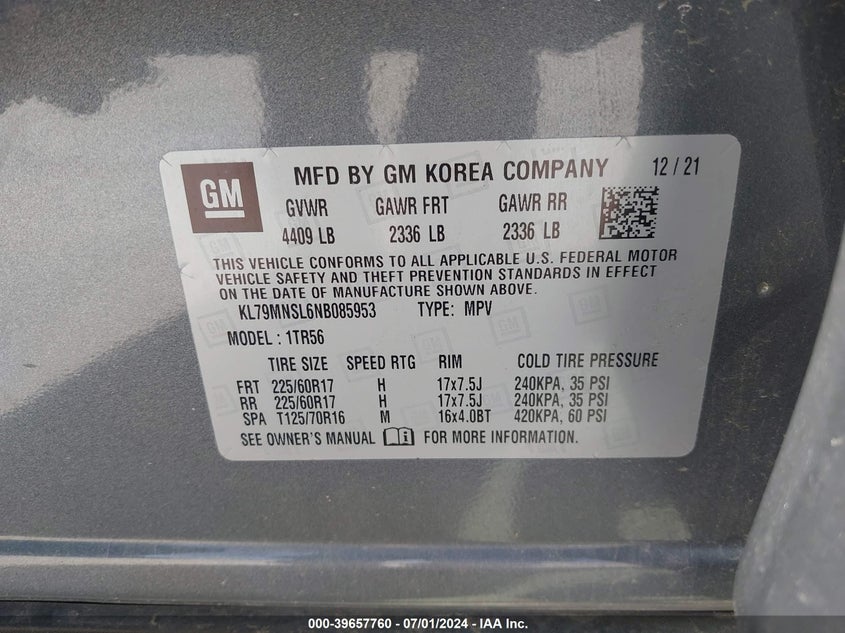 GM
MFD BY GM KOREA COMPANY 12 / 21
GVWR GAWR FRT GAWR RR
4409 LB 2336 LB 2336 LB
THIS VEHICLE CONFORMS TO ALL APPLICABLE U.S. FEDERAL MOTOR
VEHICLE SAFETY AND THEFT PREVENTION STANDARDS IN EFFECT
ON THE DATE OF MANUFACTURE SHOWN ABOVE.
KL79MNSL6NB085953 TYPE: MPV
MODEL : 1TR56
TIRE SIZE SPEED RTG RIM COLD TIRE PRESSURE
FRT 225/60R17 H 17x7.5J 240KPA, 35 PSI
RR 225/60R17 H 17x7.5J 240KPA, 35 PSI
SPA T125/70R16 M 16x4.0BT 420KPA, 60 PSI
SEE OWNER'S MANUAL FOR MORE INFORMATION.
000-39657760 - 07/01/2024 - IAA Inc.